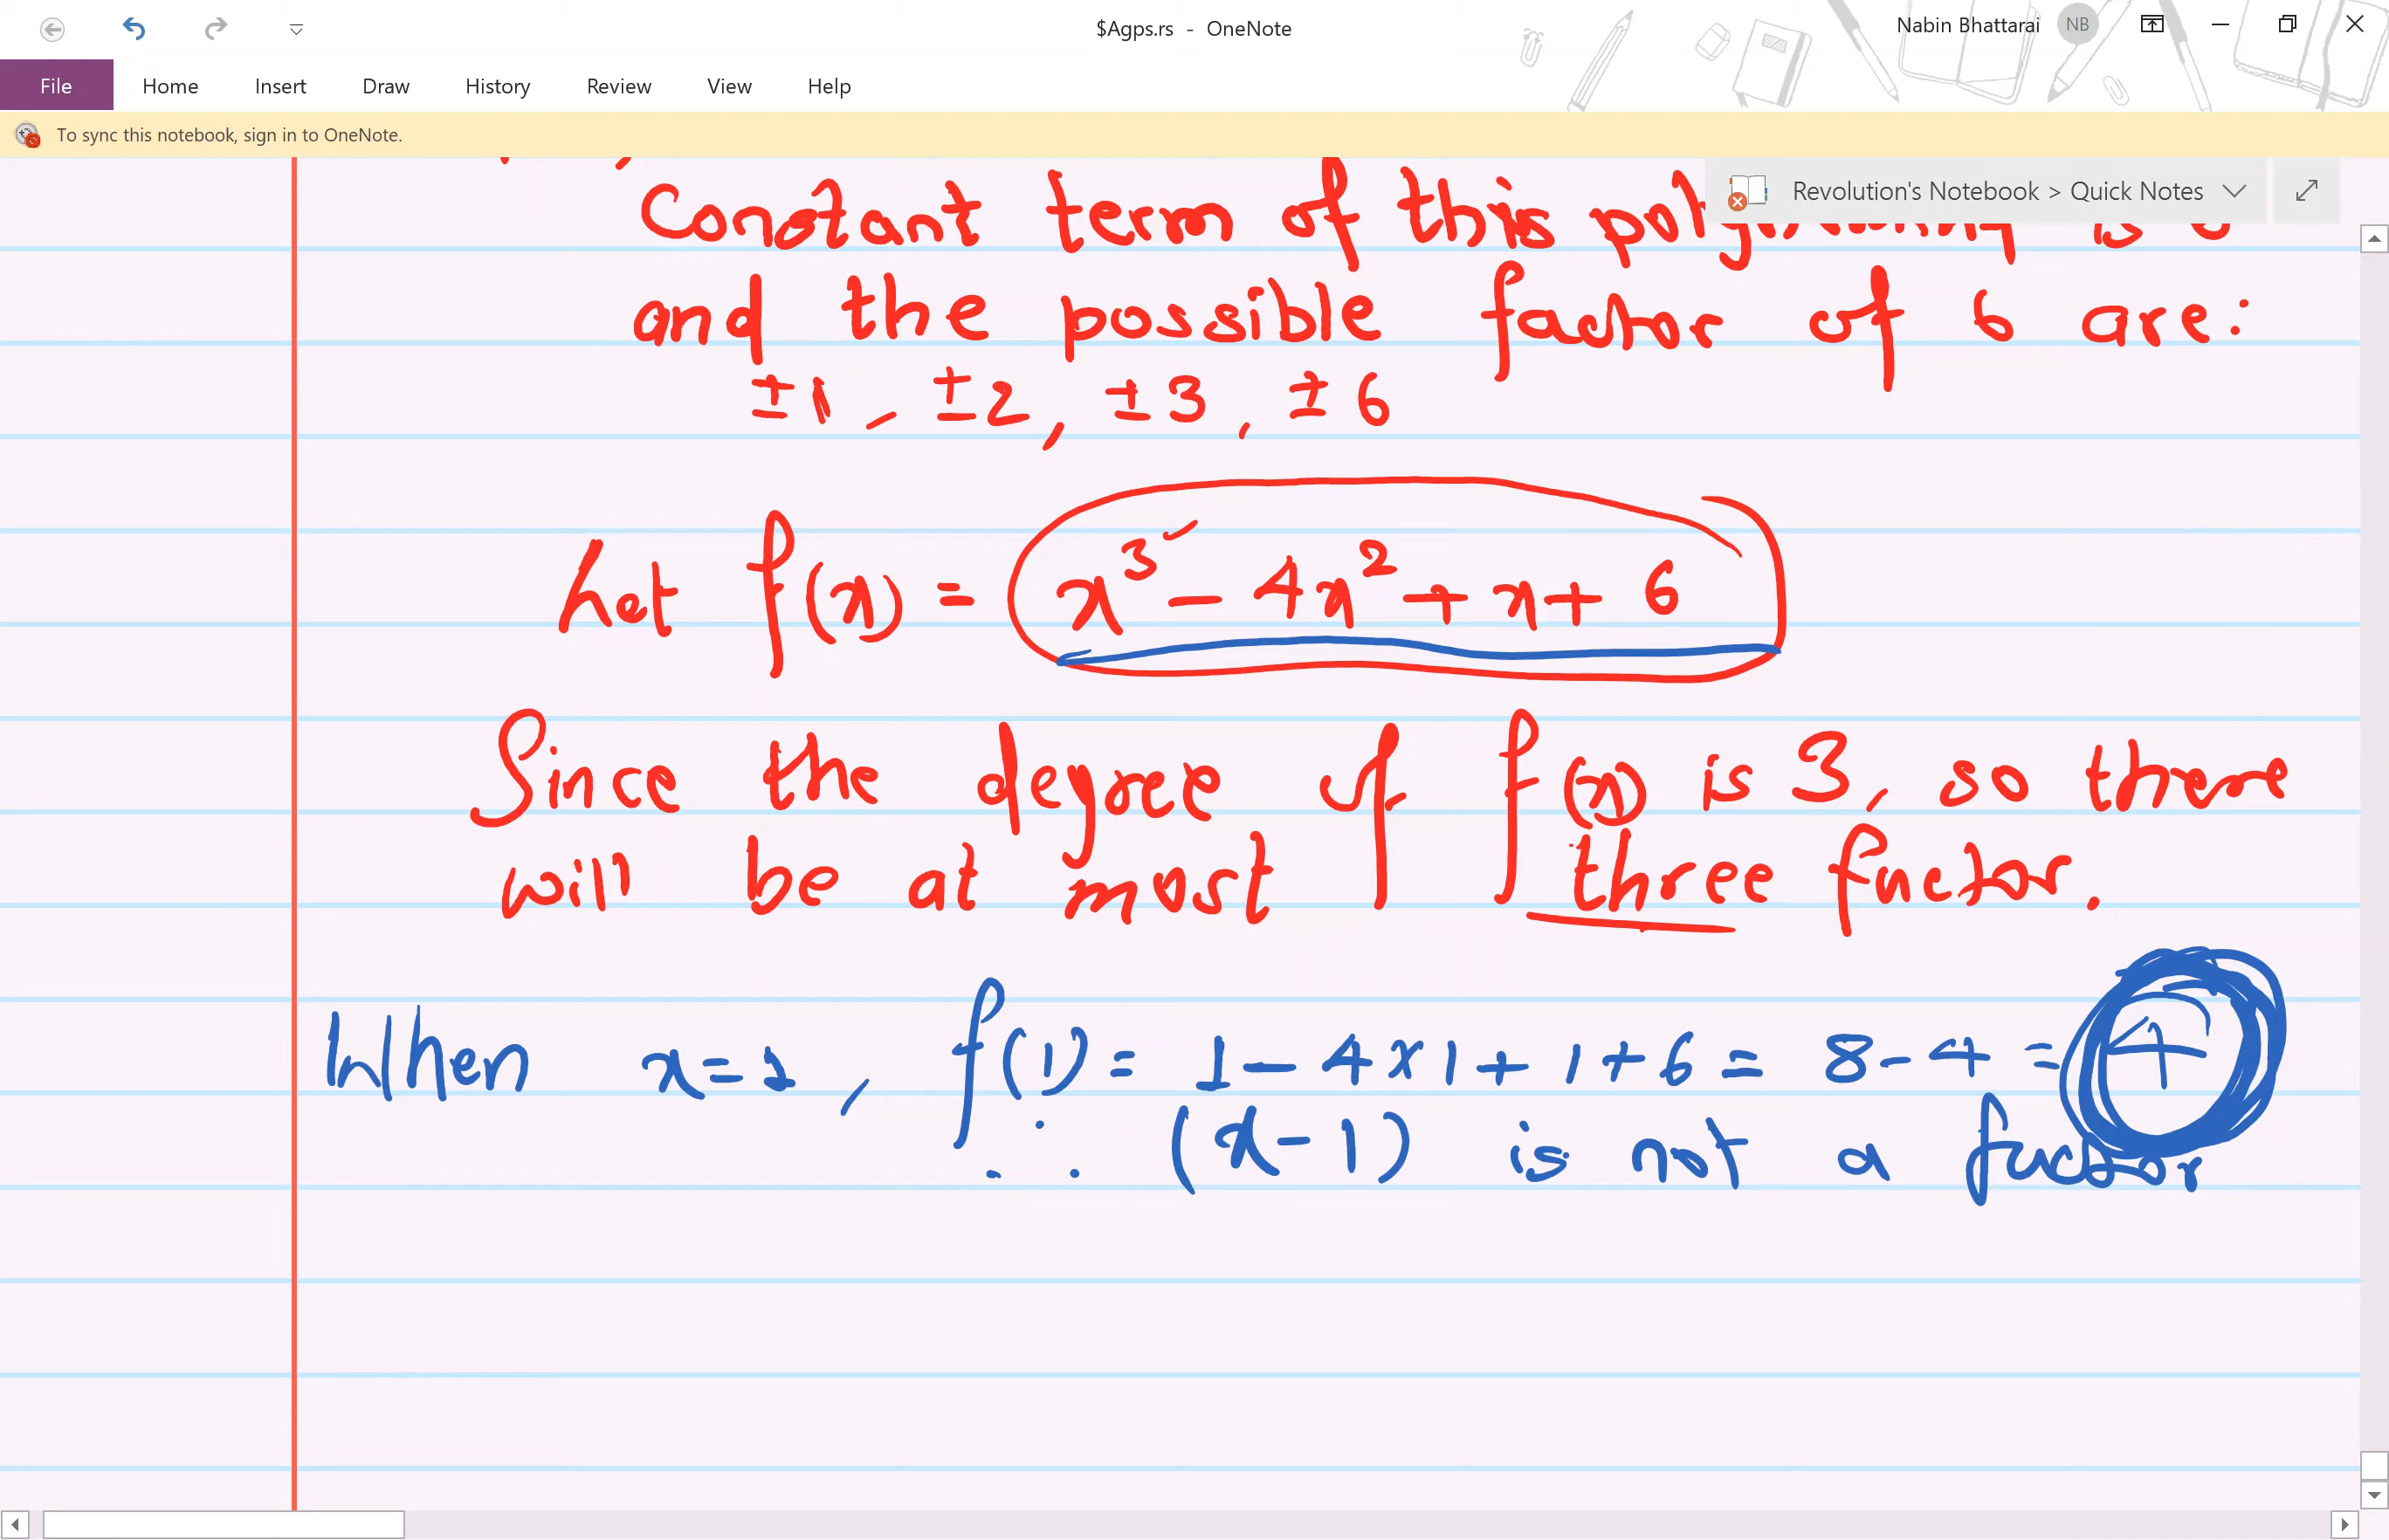 $Agps.rs - OneNote
Nabin Bhattarai NB
File Home Insert Draw History Review View Help
To sync this notebook, sign in to OneNote.
Revolution's Notebook > Quick Notes
Constant term of this is
and the possible factor of 6 are:
±1, ±2, ±3, ±6
Let f(x) = x³ - 4x² + x + 6
Since the degree of f(x) is 3, so there
will be at most three factor.
When x=1, f(1) = 1 - 4×1 + 1 + 6 = 8 - 4 = 4
∴ (x-1) is not a factor